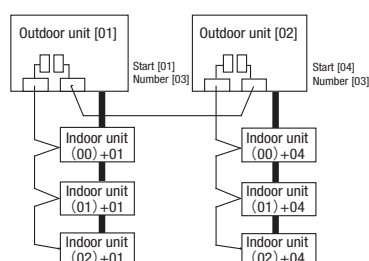 Outdoor unit [01]
Start [01]
Number [03]
Indoor unit
(00)+01
Indoor unit
(01)+01
Indoor unit
(02)+01
Outdoor unit [02]
Start [04]
Number [03]
Indoor unit
(00)+04
Indoor unit
(01)+04
Indoor unit
(02)+04